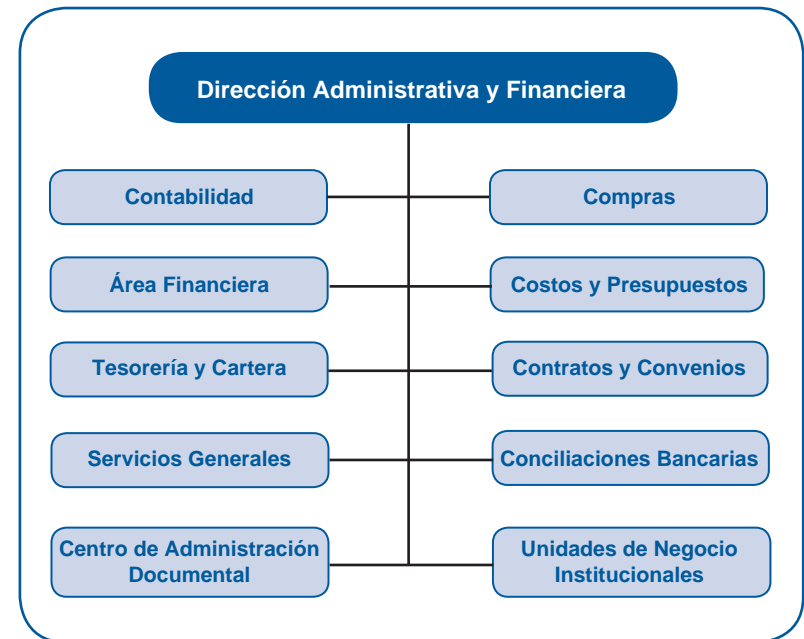 Dirección Administrativa y Financiera
Contabilidad
Compras
Área Financiera
Costos y Presupuestos
Tesorería y Cartera
Contratos y Convenios
Servicios Generales
Conciliaciones Bancarias
Centro de Administración
Documental
Unidades de Negocio
Institucionales